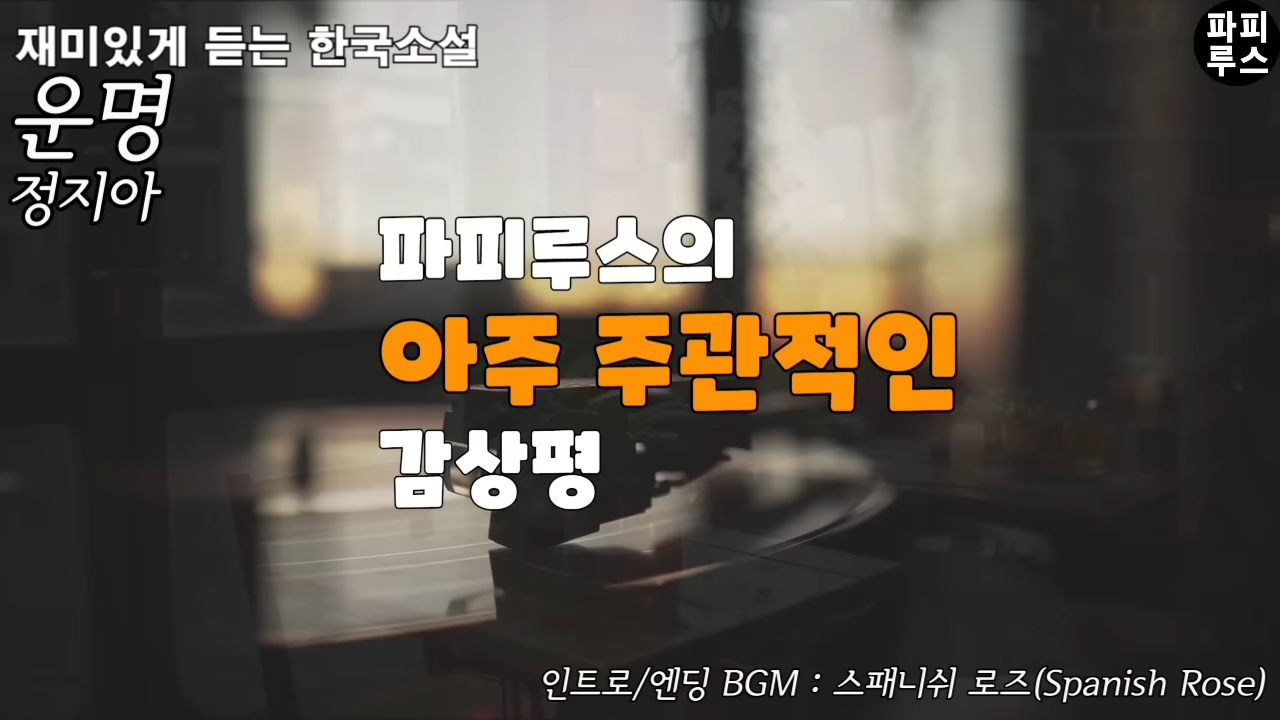 재미있게 듣는 한국소설
운명
정지아
파피
루스
파피루스의
아주 주관적인
감상평
인트로/엔딩 BGM : 스패니쉬 로즈(Spanish Rose)